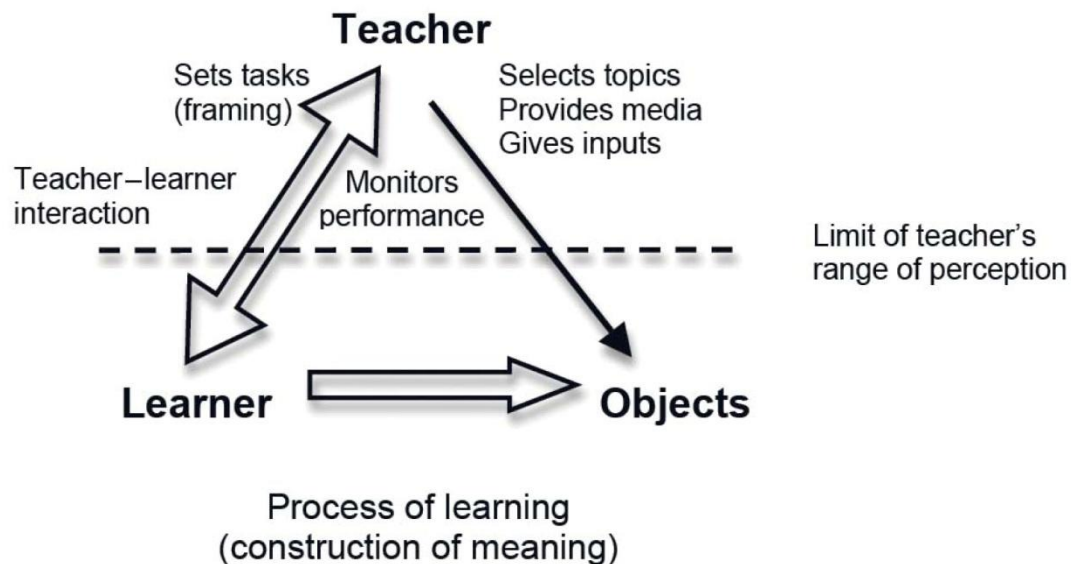 Teacher
Sets tasks
(framing)
Selects topics
Provides media
Gives inputs
Teacher–learner
interaction
Monitors
performance
Limit of teacher’s
range of perception
Learner
Objects
Process of learning
(construction of meaning)